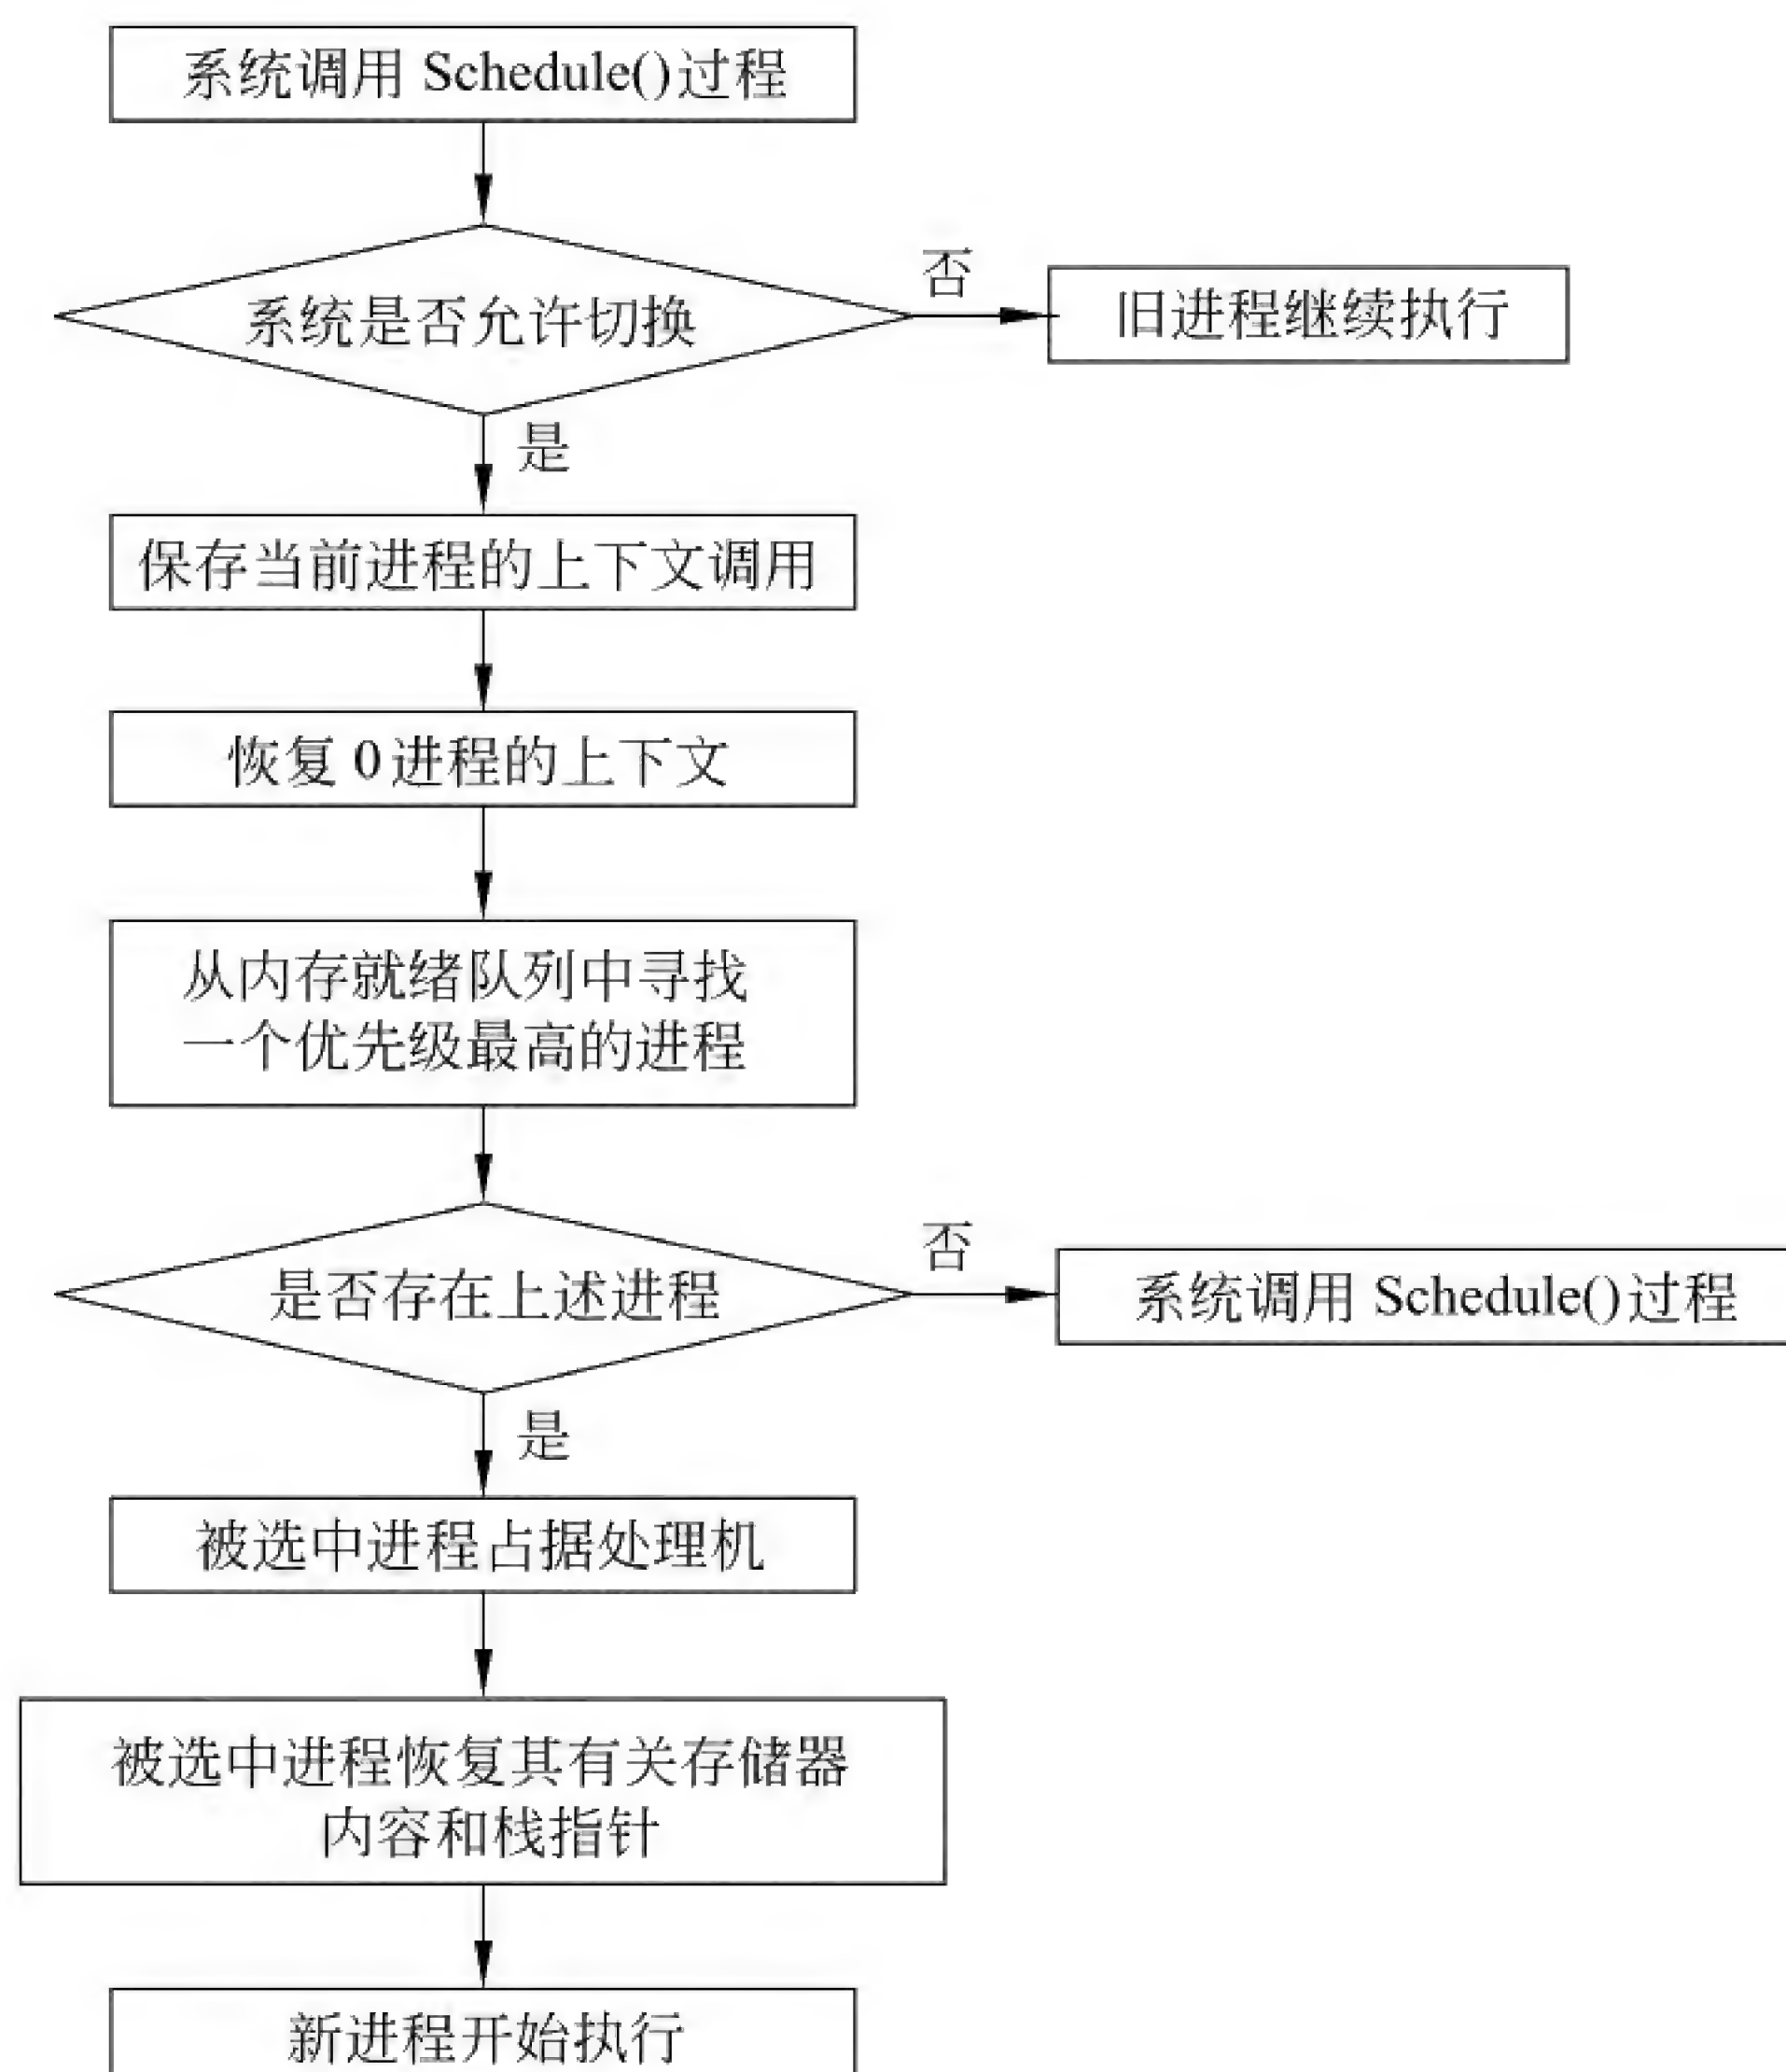 系统调用 Schedule()过程
系统是否允许切换
否
旧进程继续执行
是
保存当前进程的上下文调用
恢复 0 进程的上下文
从内存就绪队列中寻找
一个优先级最高的进程
是否存在上述进程
否
系统调用 Schedule()过程
是
被选中进程占据处理机
被选中进程恢复其有关存储器
内容和栈指针
新进程开始执行